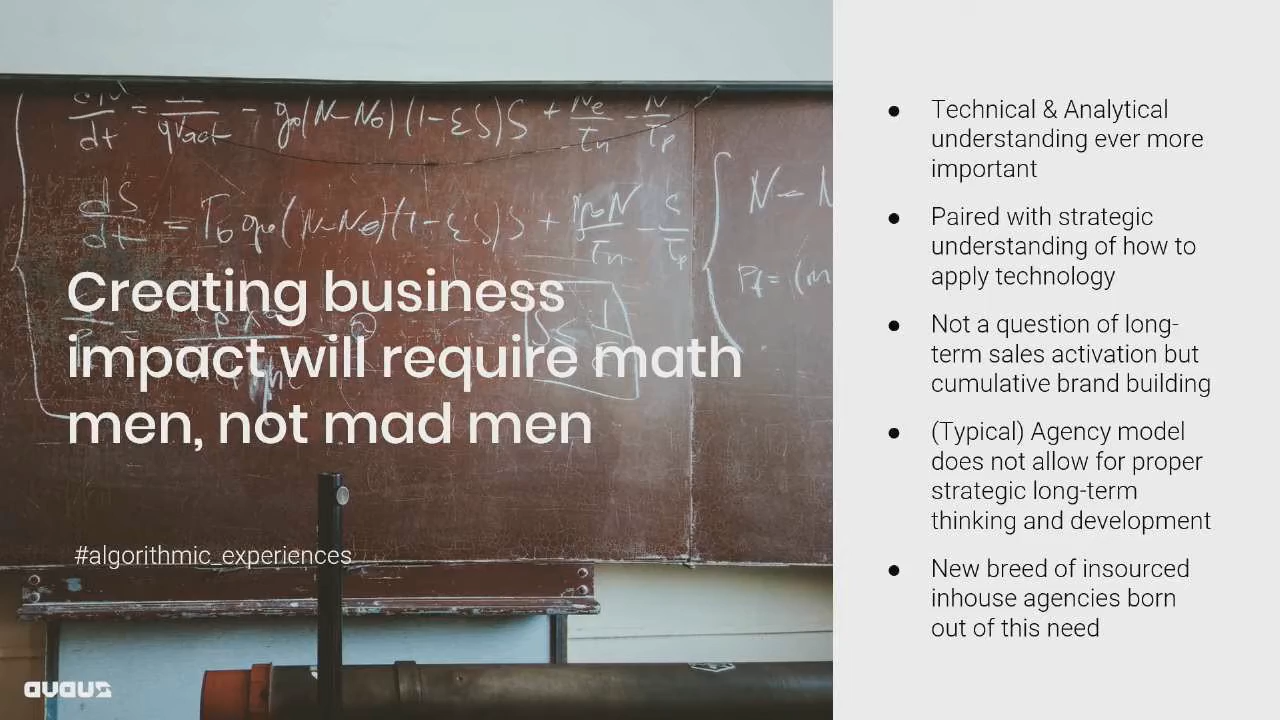 Creating business
impact will require math
men, not mad men
#algorithmic_experiences
auaus
● Technical & Analytical
understanding ever more
important
● Paired with strategic
understanding of how to
apply technology
● Not a question of long-
term sales activation but
cumulative brand building
● (Typical) Agency model
does not allow for proper
strategic long-term
thinking and development
● New breed of insourced
inhouse agencies born
out of this need